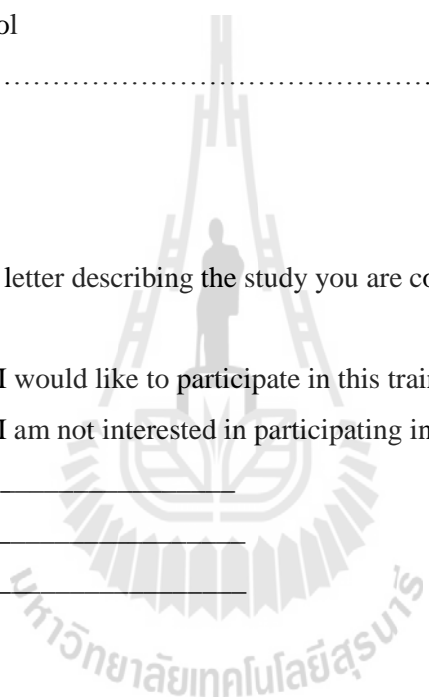 ol
……………………………………………
letter describing the study you are co
I would like to participate in this trai
I am not interested in participating in
มหาวิทยาลัยเทคโนโลยีสุรนารี